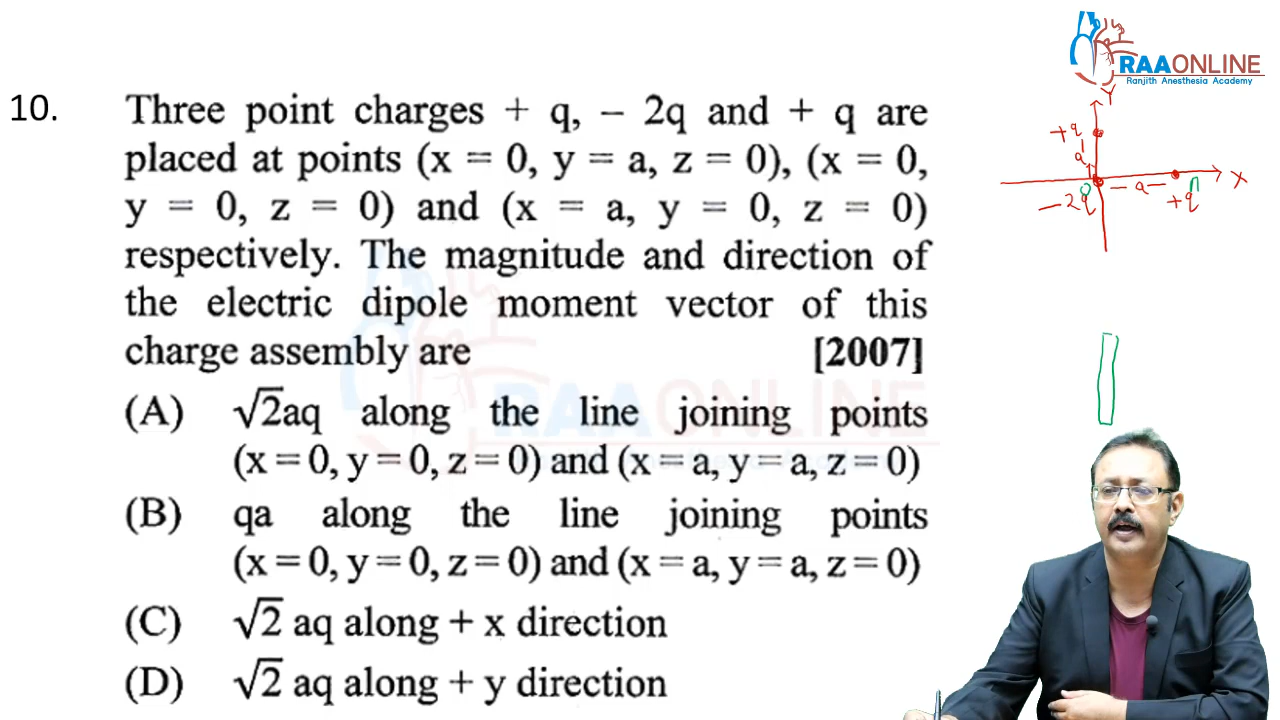 RAAONLINE
Ranjith Anesthesia Academy
10. Three point charges + q, – 2q and + q are
placed at points (x = 0, y = a, z = 0), (x = 0,
y = 0, z = 0) and (x = a, y = 0, z = 0)
respectively. The magnitude and direction of
the electric dipole moment vector of this
charge assembly are [2007]
(A) √2aq along the line joining points
(x = 0, y = 0, z = 0) and (x = a, y = a, z = 0)
(B) qa along the line joining points
(x = 0, y = 0, z = 0) and (x = a, y = a, z = 0)
(C) √2 aq along + x direction
(D) √2 aq along + y direction
Y
+q
a
X
a
-2q
+q
RAAONLINE